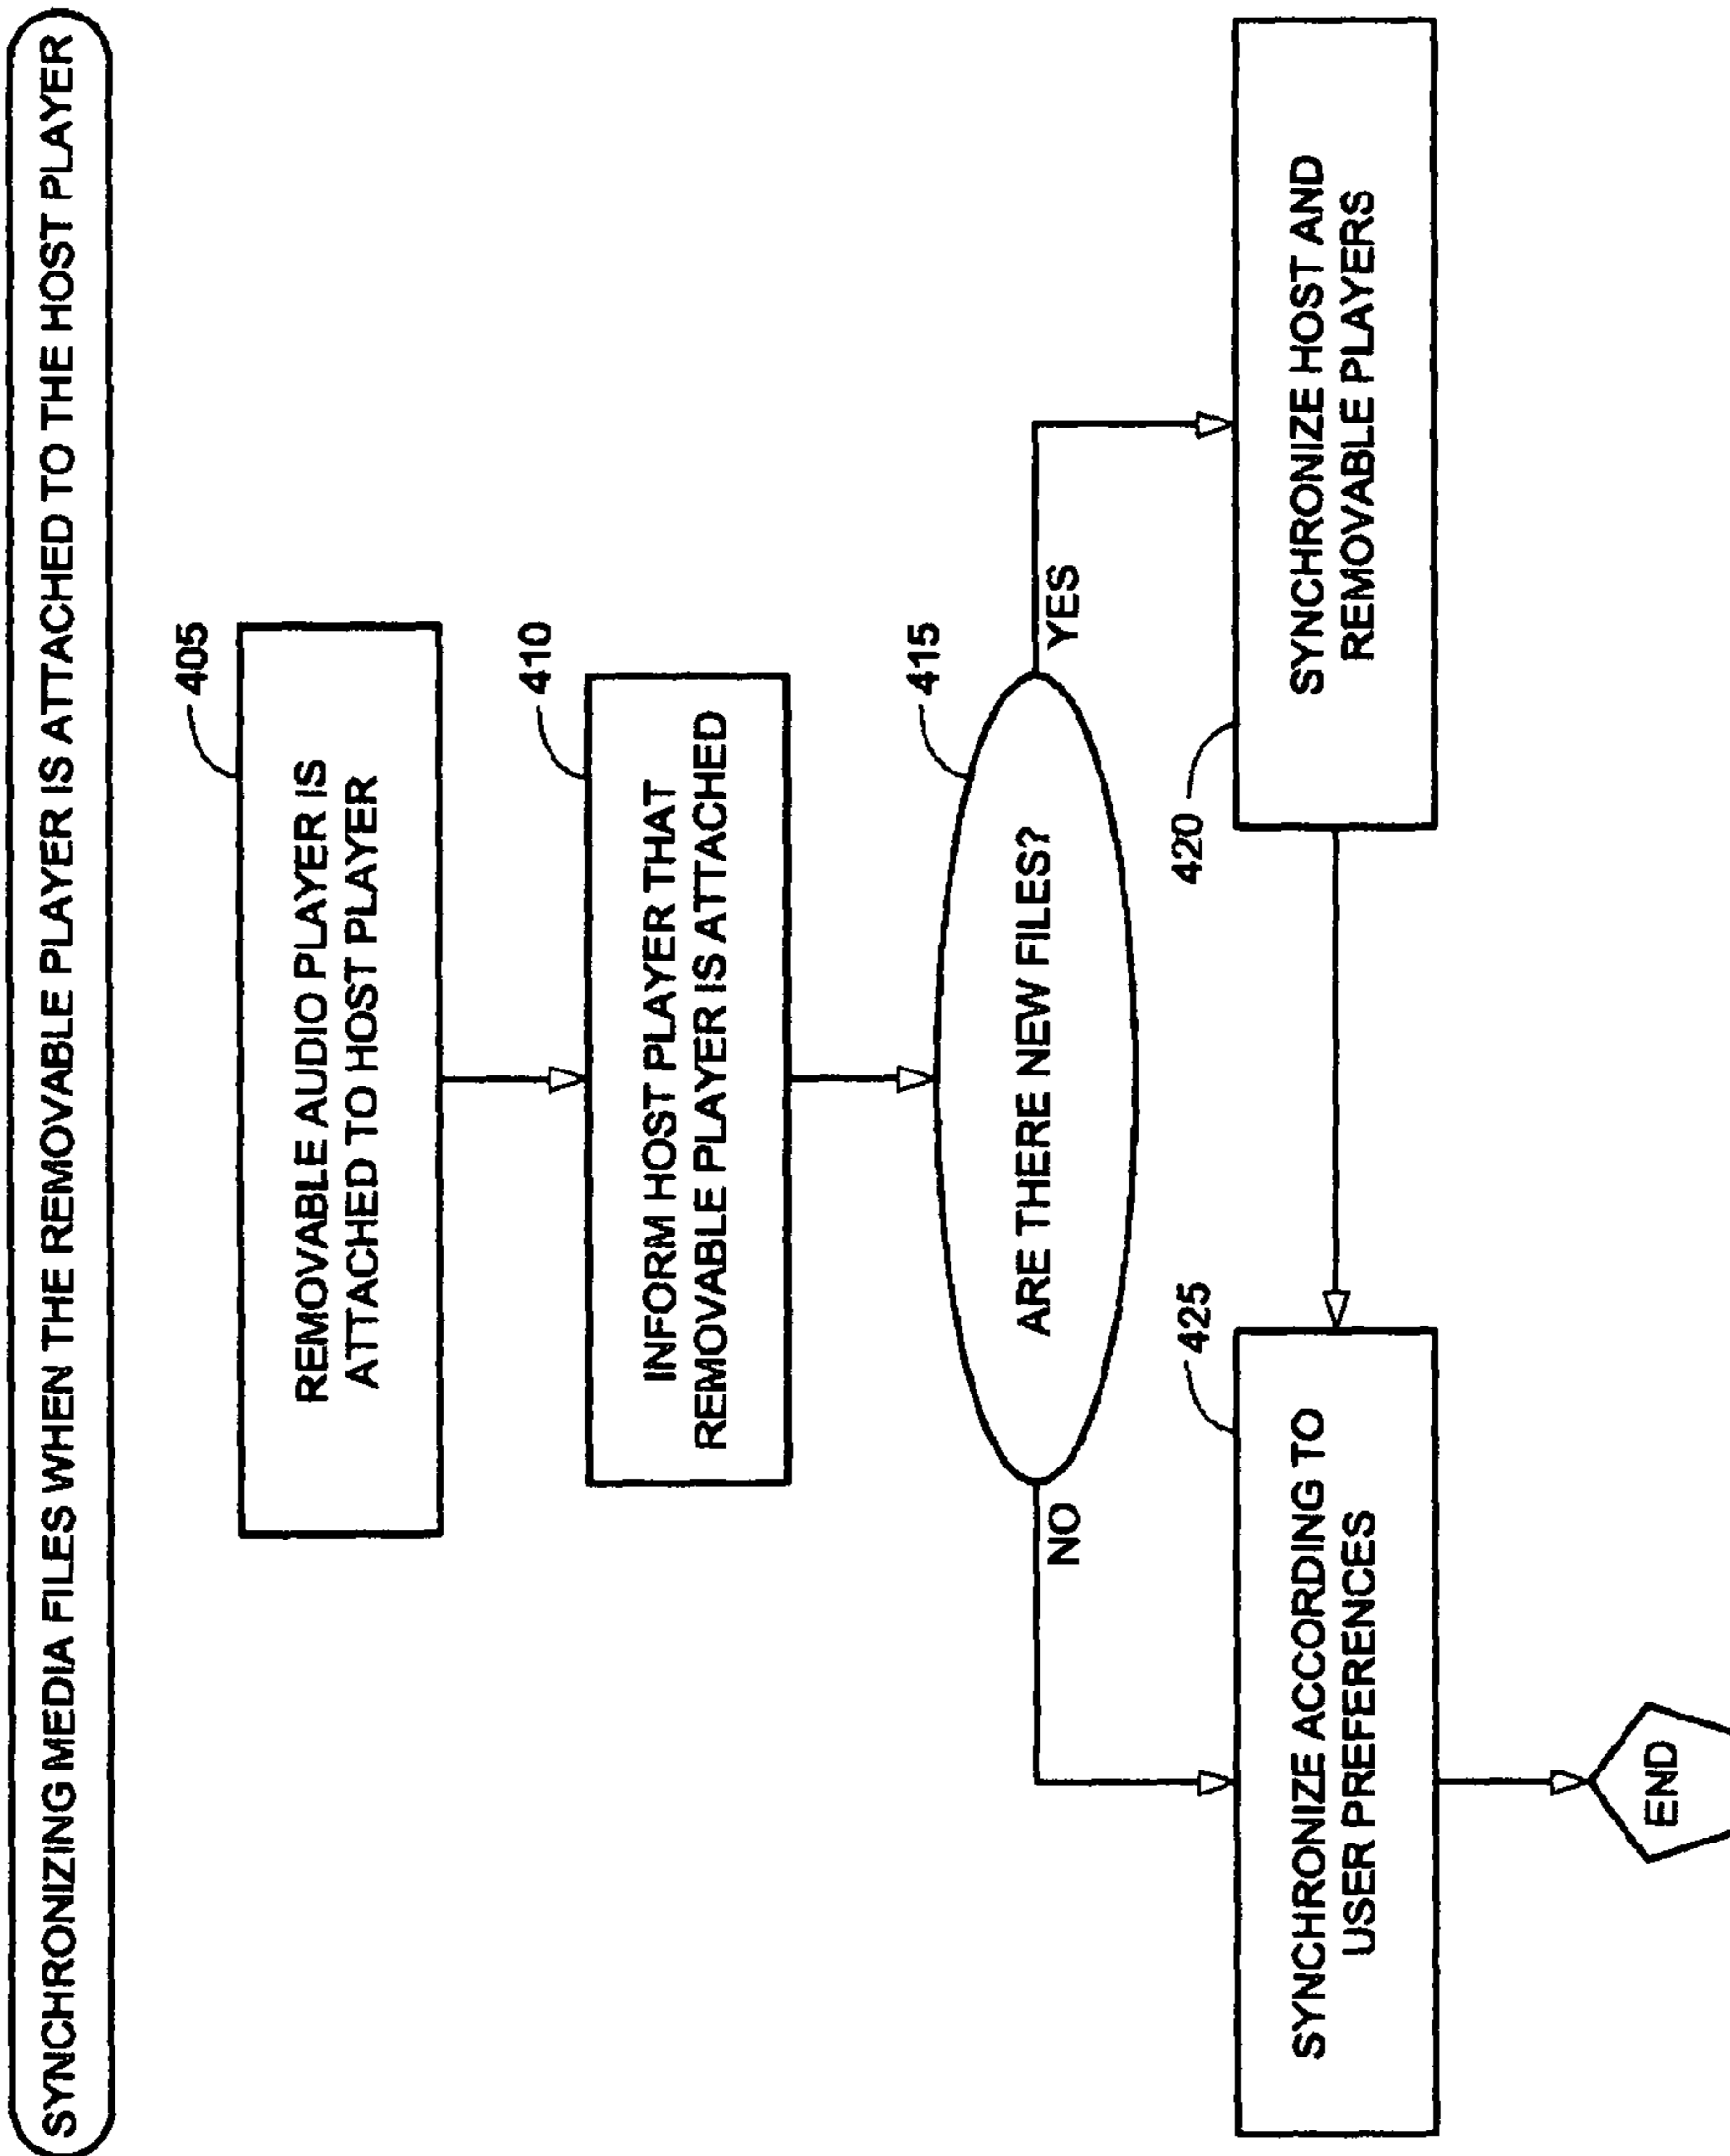 SYNCHRONIZING MEDIA FILES WHEN THE REMOVABLE PLAYER IS ATTACHED TO THE HOST PLAYER
405
REMOVABLE AUDIO PLAYER IS
ATTACHED TO HOST PLAYER
410
INFORM HOST PLAYER THAT
REMOVABLE PLAYER IS ATTACHED
415
ARE THERE NEW FILES?
NO
YES
425
SYNCHRONIZE ACCORDING TO
USER PREFERENCES
420
SYNCHRONIZE HOST AND
REMOVABLE PLAYERS
END